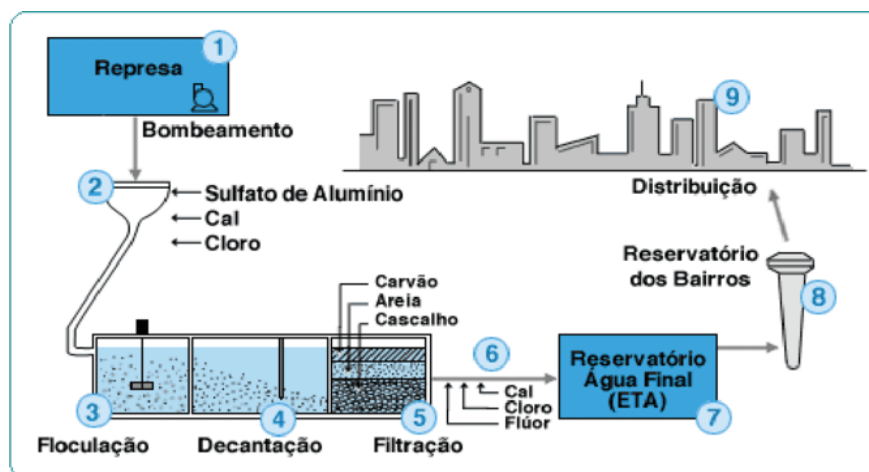 1
Represa
Bombeamento
2
Sulfato de Alumínio
Cal
Cloro
9
Distribuição
Reservatório
dos Bairros
8
Carvão
Areia
Cascalho
3
4
5
Floculação
Decantação
Filtração
6
Cal
Cloro
Flúor
Reservatório
Água Final
(ETA)
7